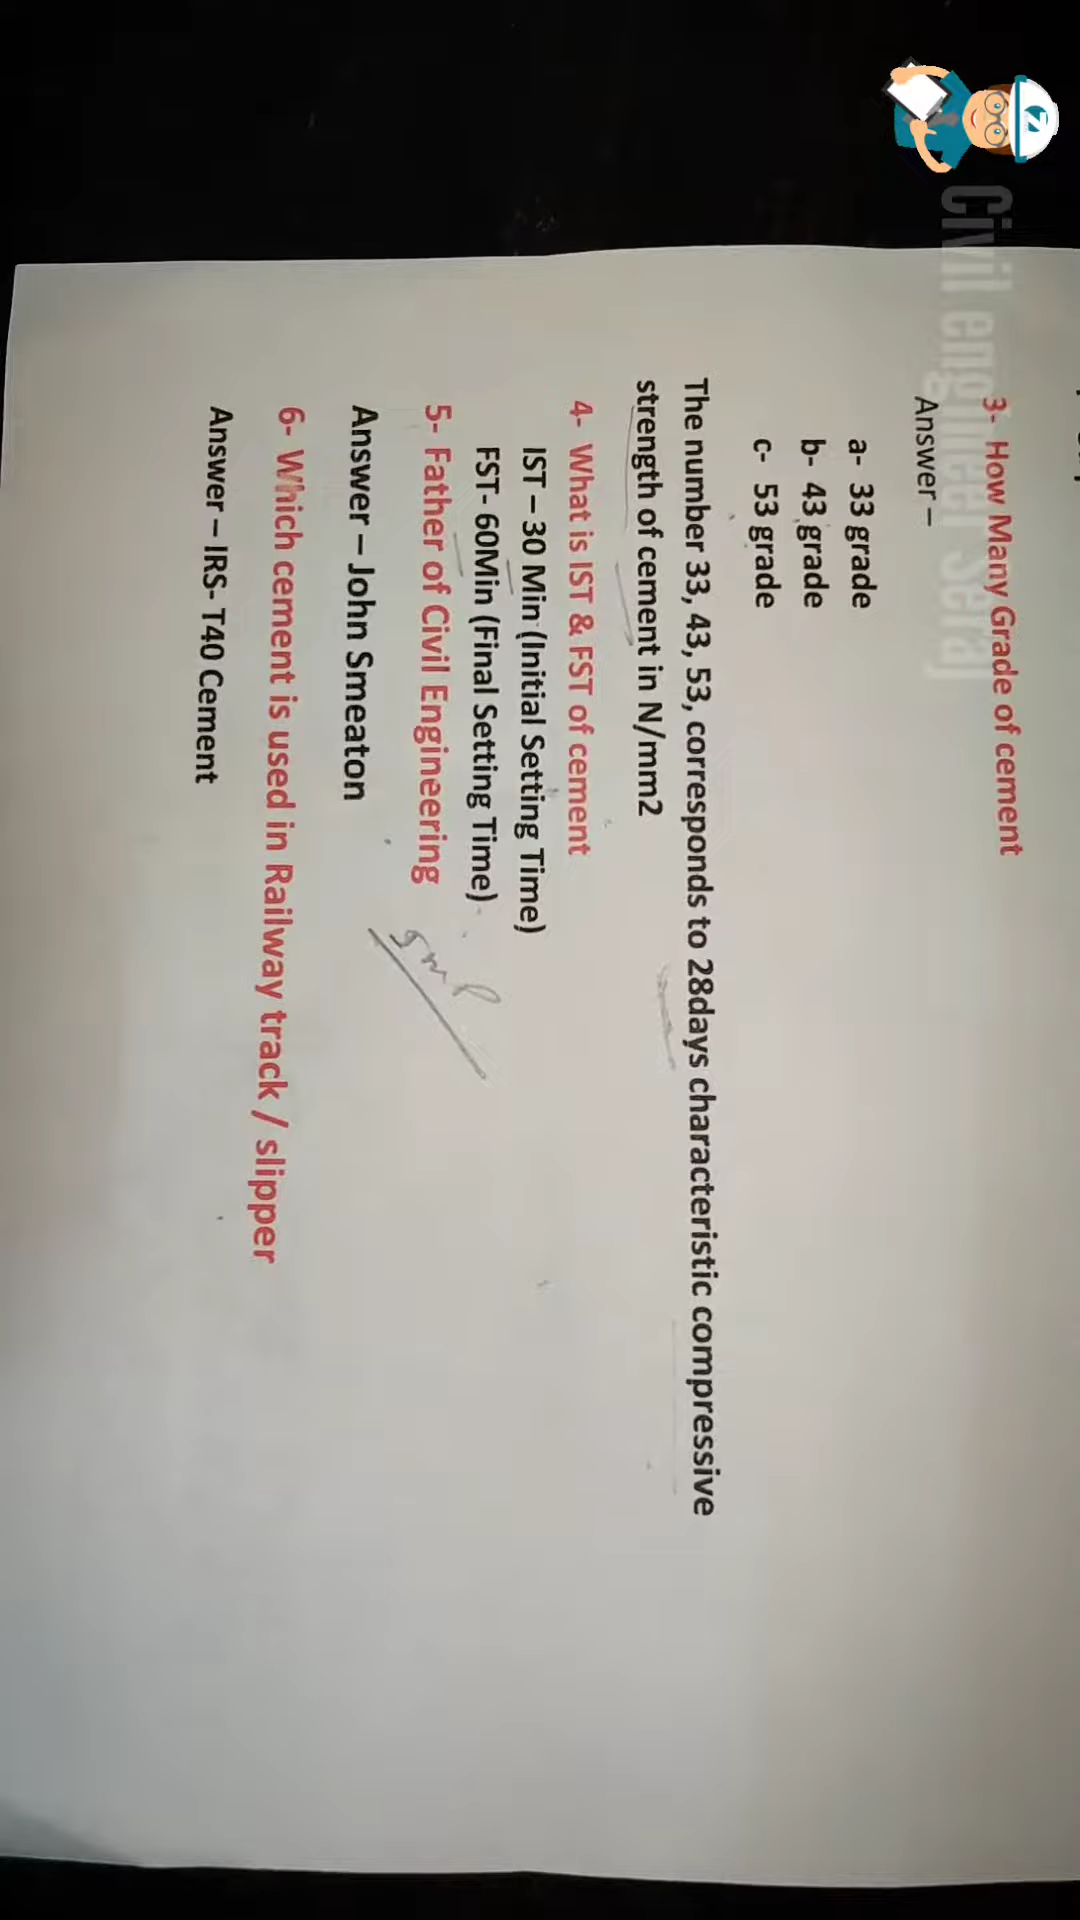 Civil engineer Seraj
3- How Many Grade of cement
Answer –
a- 33 grade
b- 43 grade
c- 53 grade
The number 33, 43, 53, corresponds to 28days characteristic compressive
strength of cement in N/mm2
4- What is IST & FST of cement
IST – 30 Min (Initial Setting Time)
FST- 60Min (Final Setting Time)
5- Father of Civil Engineering
Answer – John Smeaton
6- Which cement is used in Railway track / slipper
Answer – IRS- T40 Cement